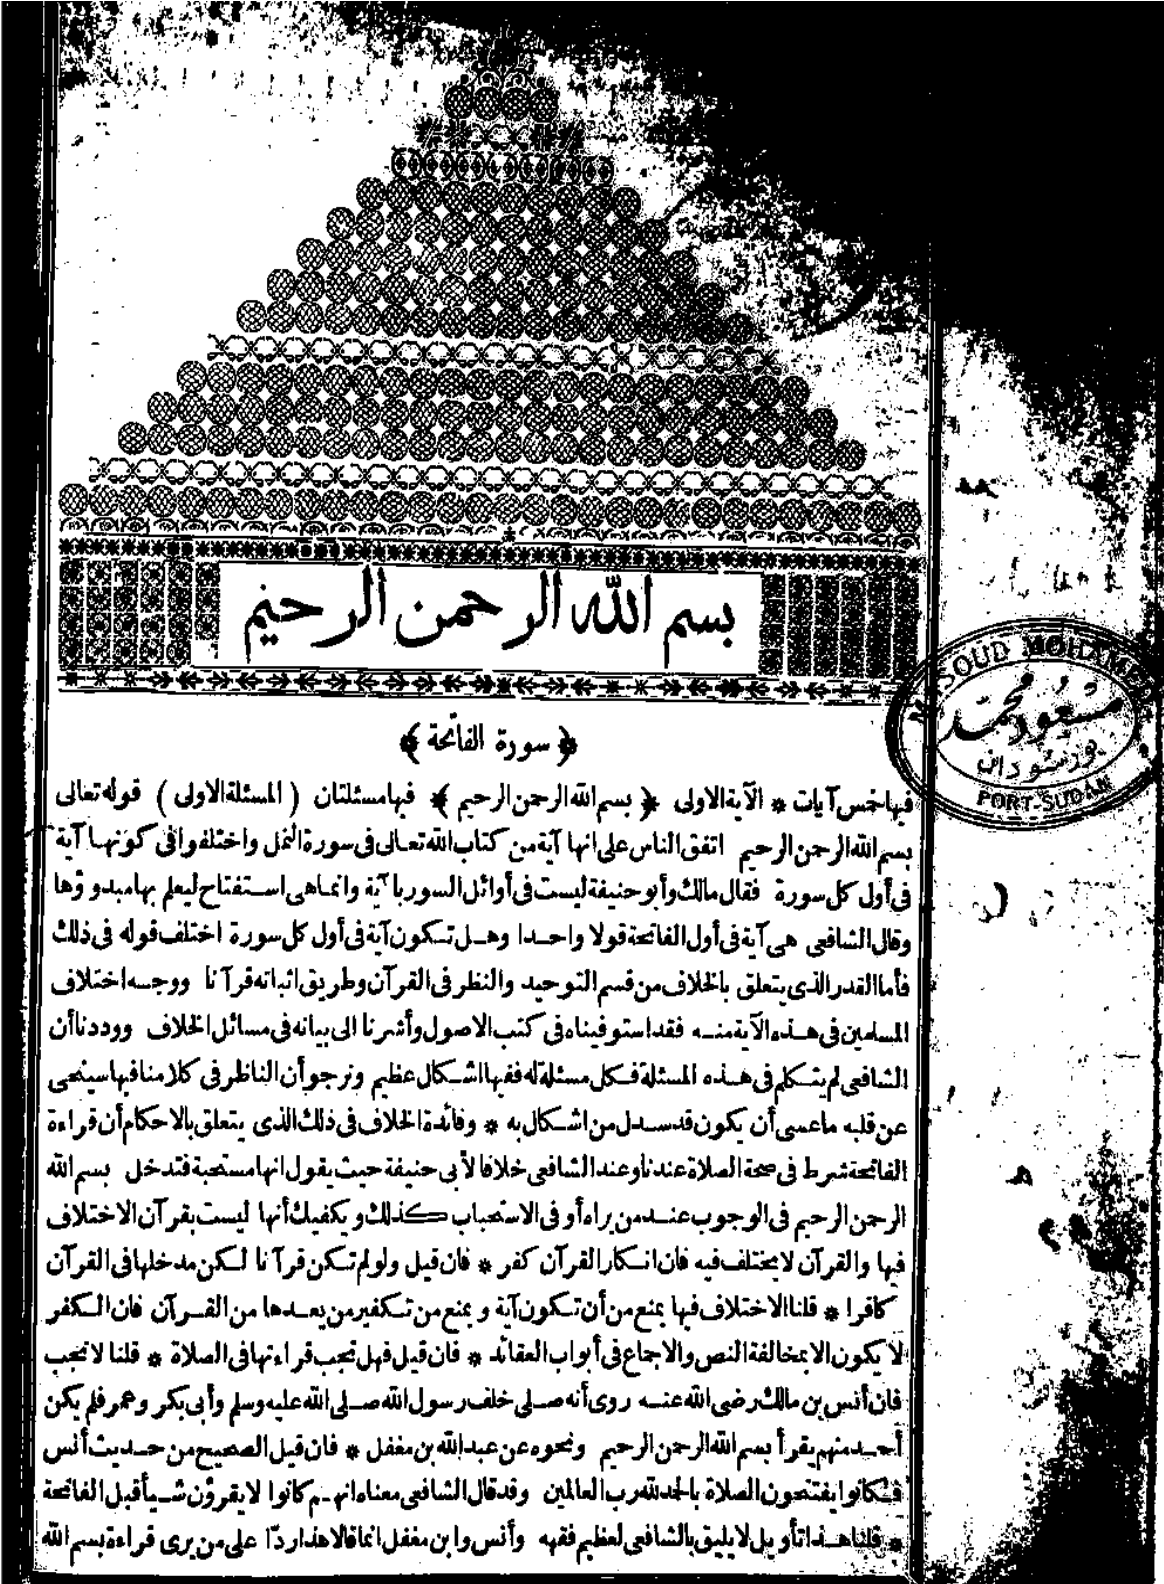 بسم الله الرحمن الرحيم
MASOUD MOHAMED
مسعود محمد
بورتسودان
PORT-SUDAN
﴿ سورة الفاتحة ﴾
فيها خمس آيات * الآية الاولى ﴿ بسم الله الرحمن الرحيم ﴾ فيها مسئلتان ( المسئلة الاولى ) قوله تعالى
بسم الله الرحمن الرحيم اتفق الناس على انها آية من كتاب الله تعالى فى سورة النمل واختلفوا فى كونها آية
فى أول كل سورة فقال مالك وأبو حنيفة ليست فى أوائل السور بآية وانما هى استفتاح ليعلم بها مبدوؤها
وقال الشافعى هى آية فى أول الفاتحة قولا واحدا وهل تكون آية فى أول كل سورة اختلف قوله فى ذلك
فأما القدر الذى يتعلق بالخلاف من قسم التوحيد والنظر فى القرآن وطريق اثباته قرآنا ووجه اختلاف
المسلمين فى هذه الآية منه فقد استوفيناه فى كتب الاصول وأشرنا الى بيانه فى مسائل الخلاف ووددنا أن
الشافعى لم يتكلم فى هذه المسئلة فكل مسئلة له ففيها اشكال عظيم ونرجو أن الناظر فى كلامنا فيها سينمحى
عن قلبه ما عسى أن يكون قد سدل من اشكال به * وفائدة الخلاف فى ذلك الذى يتعلق بالاحكام أن قراءة
الفاتحة شرط فى صحة الصلاة عندنا وعند الشافعى خلافا لأبى حنيفة حيث يقول انها مستحبة فتدخل بسم الله
الرحمن الرحيم فى الوجوب عند من يراه أو فى الاستحباب كذلك ويكفيك أنها ليست بقرآن الاختلاف
فيها والقرآن لا يختلف فيه فان انكار القرآن كفر * فان قيل ولو لم تكن قرآنا لكن مدخلها فى القرآن
كافرا * قلنا الاختلاف فيها يمنع من أن تكون آية ويمنع من تكفير من يعدها من القرآن فان الكفر
لا يكون الا بمخالفة النص والاجماع فى أبواب العقائد * فان قيل فهل تجب قراءتها فى الصلاة * قلنا لا تجب
فان أنس بن مالك رضى الله عنه روى أنه صلى خلف رسول الله صلى الله عليه وسلم وأبى بكر وعمر فلم يكن
أحد منهم يقرأ بسم الله الرحمن الرحيم ونحوه عن عبد الله بن مغفل * فان قيل الصحيح من حديث أنس
فكانوا يفتتحون الصلاة بالحمد لله رب العالمين وقد قال الشافعى معناه انهم كانوا لا يقرؤن شيأ قبل الفاتحة
* قلنا هذا تأويل لا يليق بالشافعى لعظيم فقهه وأنس وابن مغفل انما قالا هذا ردّا على من يرى قراءة بسم الله